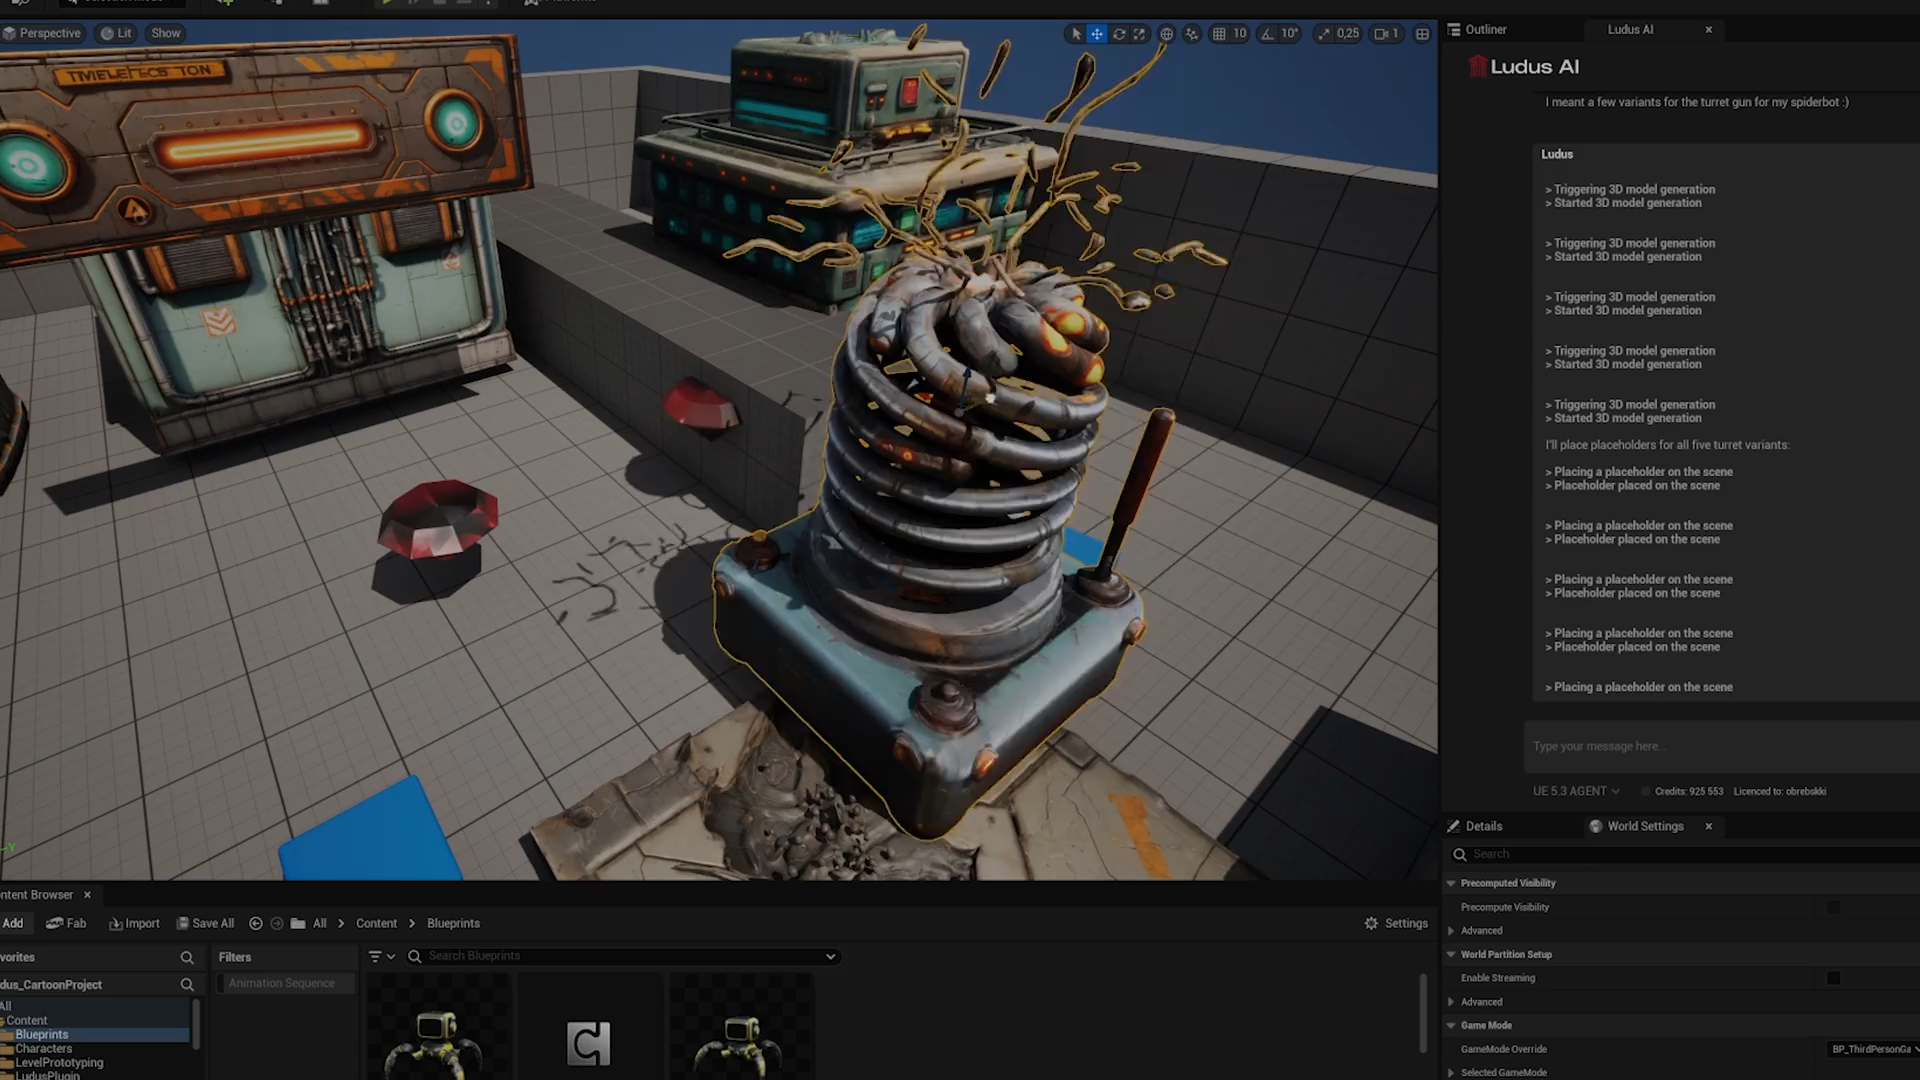 Perspective
Lit
Show
10
10°
0,25
1
Outliner
Ludus AI
Ludus AI
I meant a few variants for the turret gun for my spiderbot :)
Ludus
> Triggering 3D model generation
> Started 3D model generation
> Triggering 3D model generation
> Started 3D model generation
> Triggering 3D model generation
> Started 3D model generation
> Triggering 3D model generation
> Started 3D model generation
> Triggering 3D model generation
> Started 3D model generation
I'll place placeholders for all five turret variants:
> Placing a placeholder on the scene
> Placeholder placed on the scene
> Placing a placeholder on the scene
> Placeholder placed on the scene
> Placing a placeholder on the scene
> Placeholder placed on the scene
> Placing a placeholder on the scene
> Placeholder placed on the scene
> Placing a placeholder on the scene
Type your message here...
UE 5.3 AGENT
Credits: 925 553
Licenced to: obrebskki
Details
World Settings
Search
Precomputed Visibility
Precompute Visibility
Advanced
World Partition Setup
Enable Streaming
Advanced
Game Mode
GameMode Override
BP_ThirdPersonGa
Selected GameMode
ontent Browser
Add
Fab
Import
Save All
All
Content
Blueprints
Settings
vorites
Filters
Search Blueprints
dus_CartoonProject
Animation Sequence
All
Content
Blueprints
Characters
LevelPrototyping
LudusPlugin